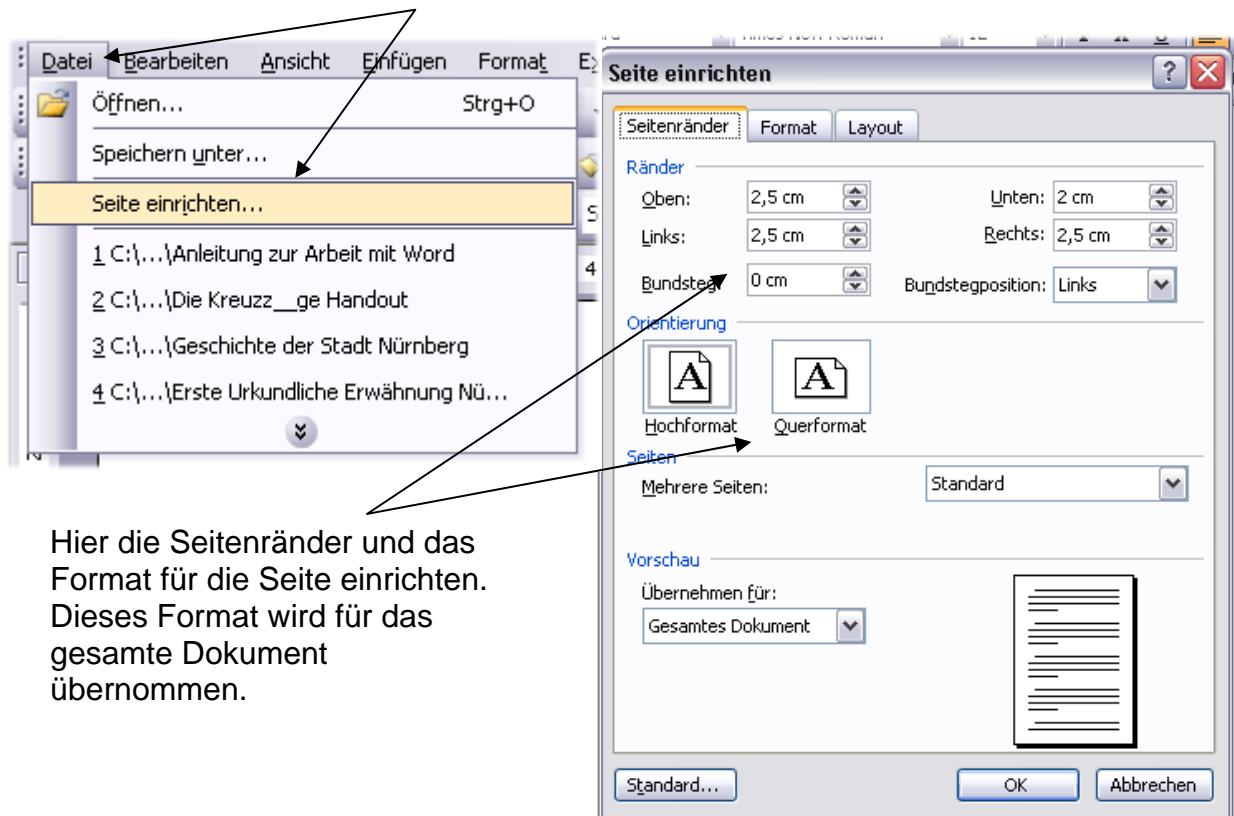 Datei Bearbeiten Ansicht Einfügen Format
Öffnen... Strg+O
Speichern unter...
Seite einrichten...
1 C:\...\Anleitung zur Arbeit mit Word
2 C:\...\Die Kreuzz__ge Handout
3 C:\...\Geschichte der Stadt Nürnberg
4 C:\...\Erste Urkundliche Erwähnung Nü...
Hier die Seitenränder und das
Format für die Seite einrichten.
Dieses Format wird für das
gesamte Dokument
übernommen.
Seite einrichten
Seitenränder Format Layout
Ränder
Oben: 2,5 cm Unten: 2 cm
Links: 2,5 cm Rechts: 2,5 cm
Bundsteg: 0 cm Bundstegposition: Links
Orientierung
Hochformat Querformat
Seiten
Mehrere Seiten: Standard
Vorschau
Übernehmen für:
Gesamtes Dokument
Standard... OK Abbrechen